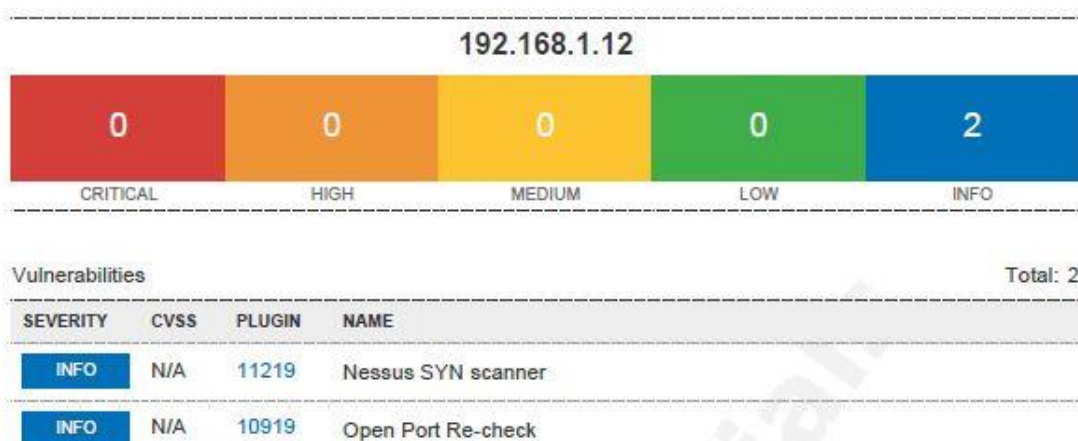 192.168.1.12
0 0 0 0 2
CRITICAL HIGH MEDIUM LOW INFO
Vulnerabilities Total: 2
SEVERITY CVSS PLUGIN NAME
INFO N/A 11219 Nessus SYN scanner
INFO N/A 10919 Open Port Re-check